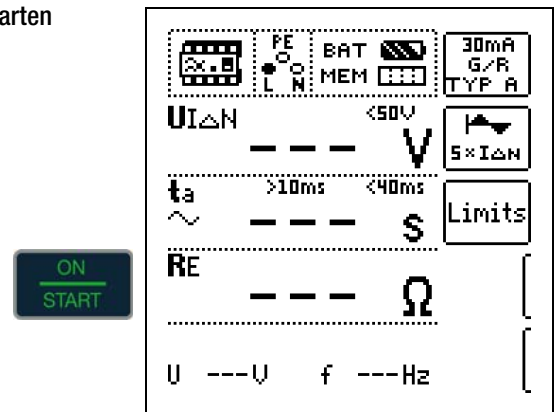 arten
PE
L N
BAT
MEM
30mA
G/R
TYP A
UI△N <50V
--- V
5×I△N
ta >10ms <40ms
∿ --- s
Limits
RE
--- Ω
ON
START
U ---V f ---Hz